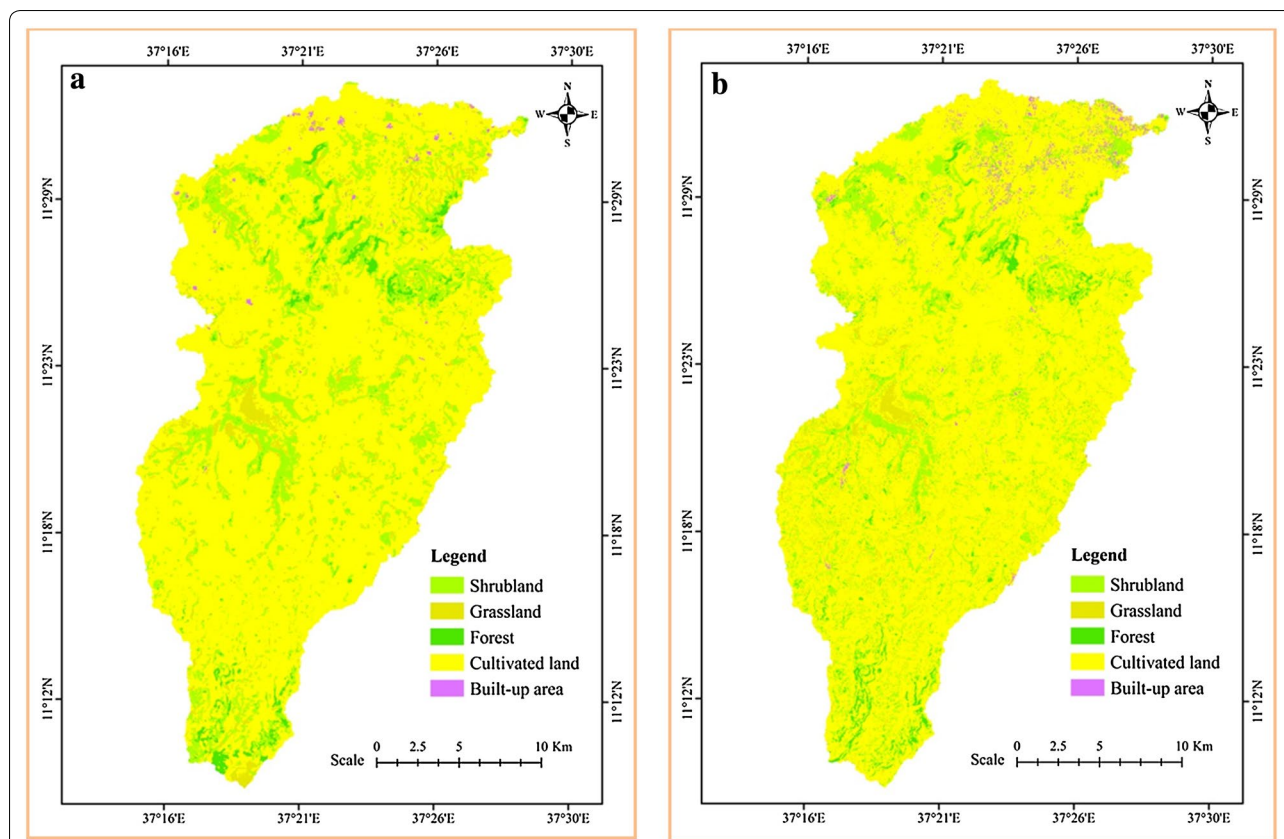 37°16'E 37°21'E 37°26'E 37°30'E
a
N
W E
S
11°29'N 11°29'N
11°23'N 11°23'N
11°18'N 11°18'N
Legend
Shrubland
Grassland
Forest
Cultivated land
Built-up area
11°12'N 11°12'N
0 2.5 5 10 Km
Scale
37°16'E 37°21'E 37°26'E 37°30'E
37°16'E 37°21'E 37°26'E 37°30'E
b
N
W E
S
11°29'N 11°29'N
11°23'N 11°23'N
11°18'N 11°18'N
Legend
Shrubland
Grassland
Forest
Cultivated land
Built-up area
11°12'N 11°12'N
0 2.5 5 10 Km
Scale
37°16'E 37°21'E 37°26'E 37°30'E